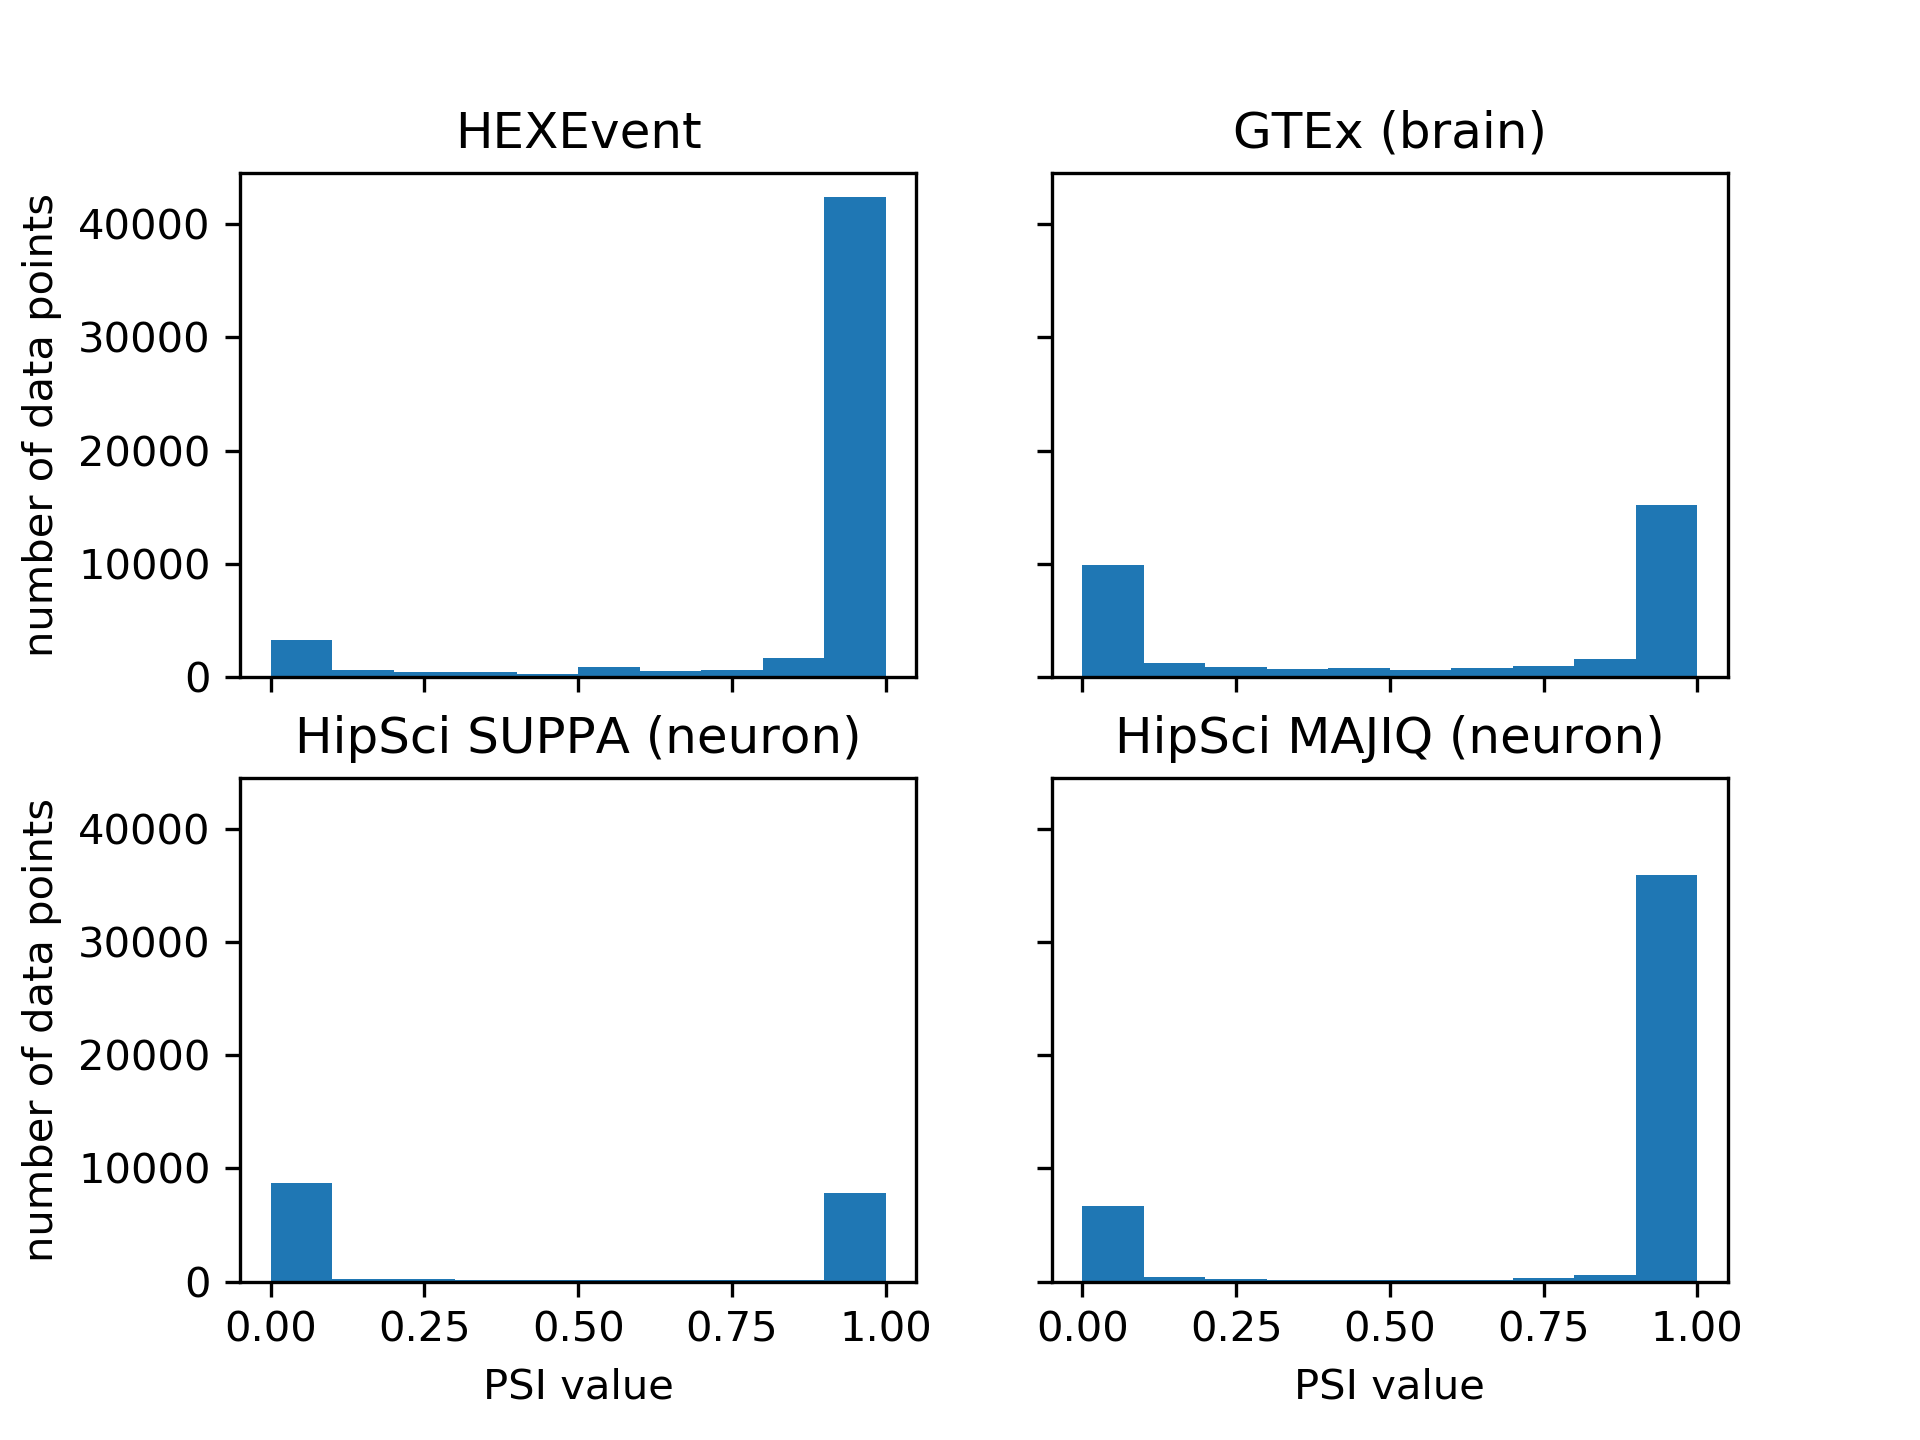 HEXEvent
GTEx (brain)
number of data points
40000
30000
20000
10000
0
HipSci SUPPA (neuron)
HipSci MAJIQ (neuron)
number of data points
40000
30000
20000
10000
0
0.00 0.25 0.50 0.75 1.00
0.00 0.25 0.50 0.75 1.00
PSI value
PSI value